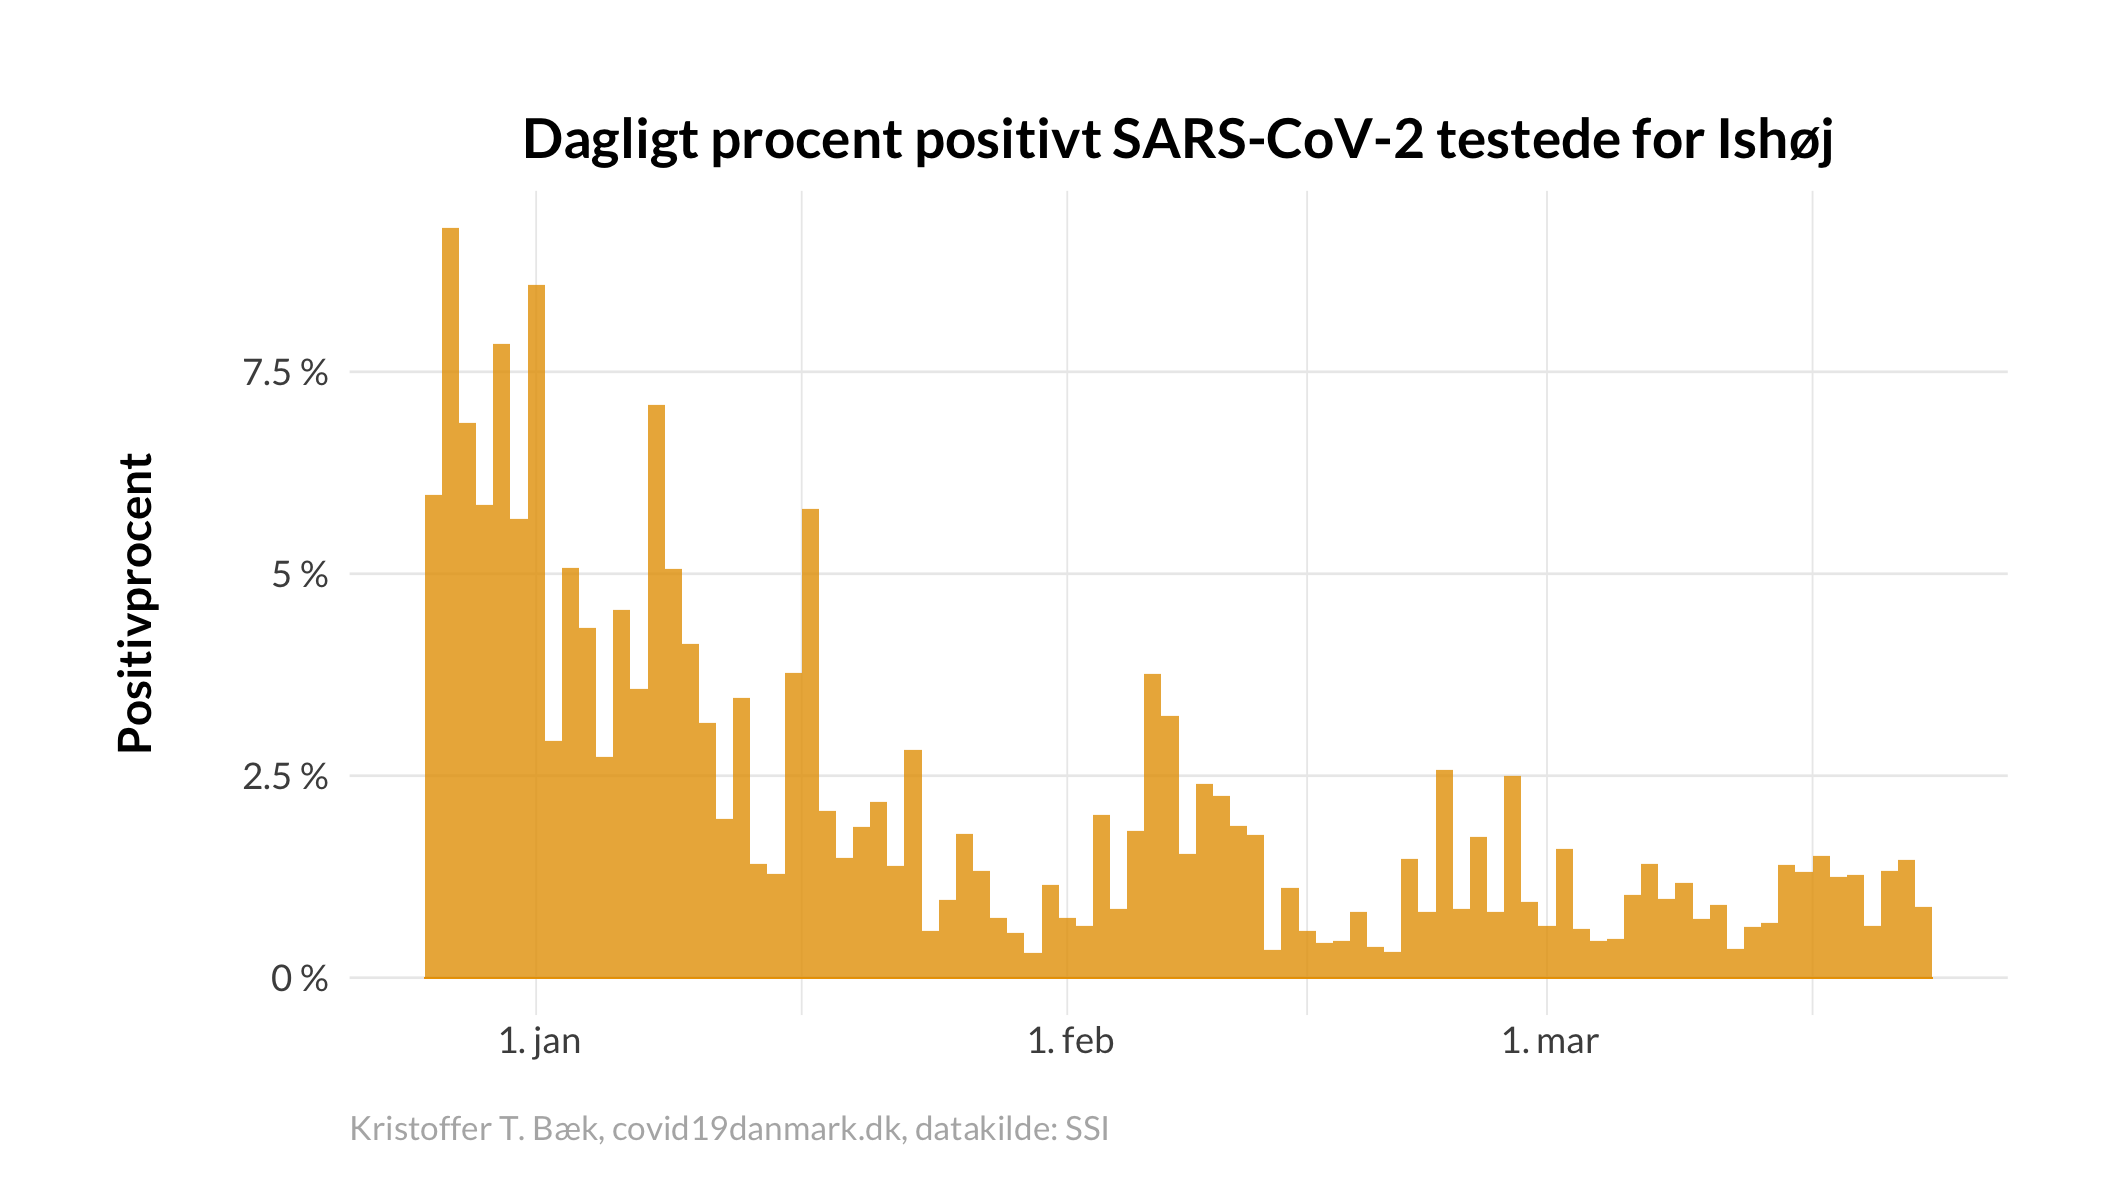 Dagligt procent positivt SARS-CoV-2 testede for Ishøj
Positivprocent
7.5 %
5 %
2.5 %
0 %
1. jan
1. feb
1. mar
Kristoffer T. Bæk, covid19danmark.dk, datakilde: SSI